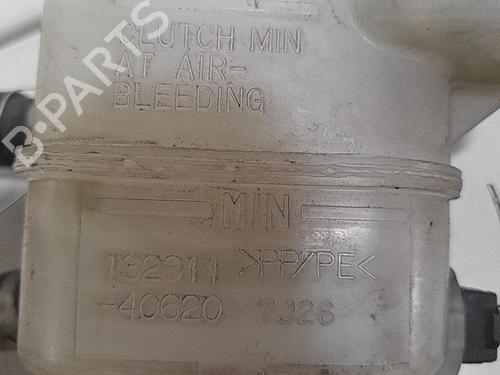 CLUTCH MIN
AT AIR-
BLEEDING
MIN
132311 >PP/PE<
-40620 7J26
B-PARTS